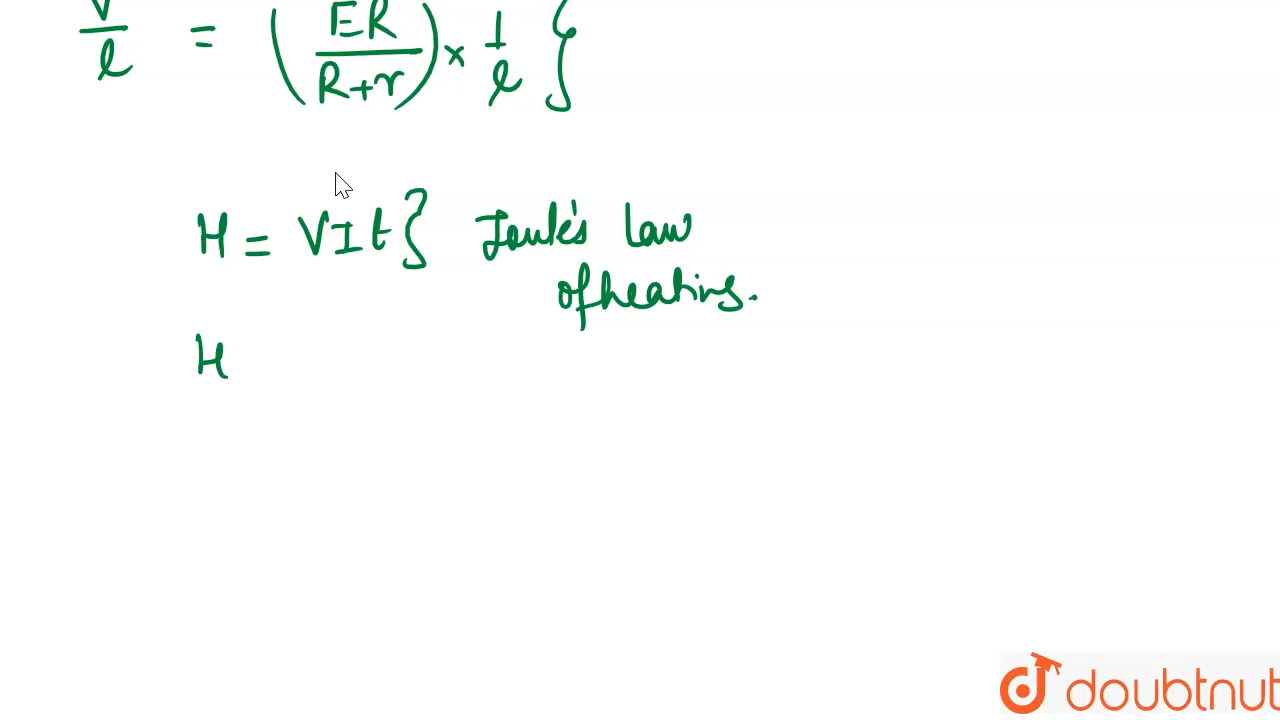 V/l = (ER/R+r) × 1/l }
H = VIt } Joule's Law
of heating.
H
doubtnut